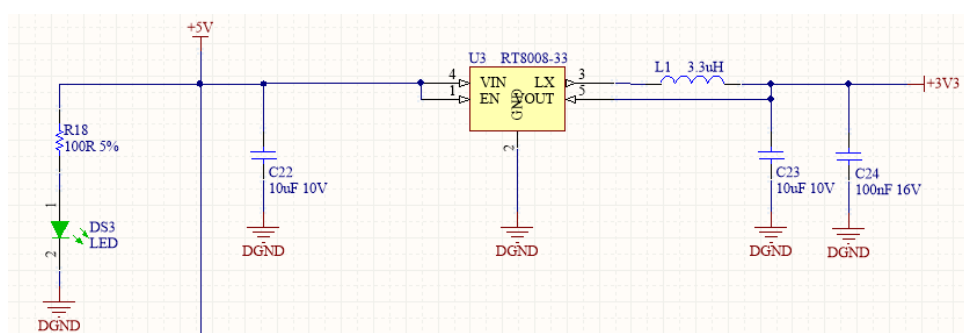 +5V
U3 RT8008-33
4 VIN LX 3
1 EN VOUT 5
GND
2
L1 3.3uH
+3V3
R18
100R 5%
C22
10uF 10V
C23
10uF 10V
C24
100nF 16V
1
DS3
LED
2
DGND
DGND
DGND
DGND
DGND